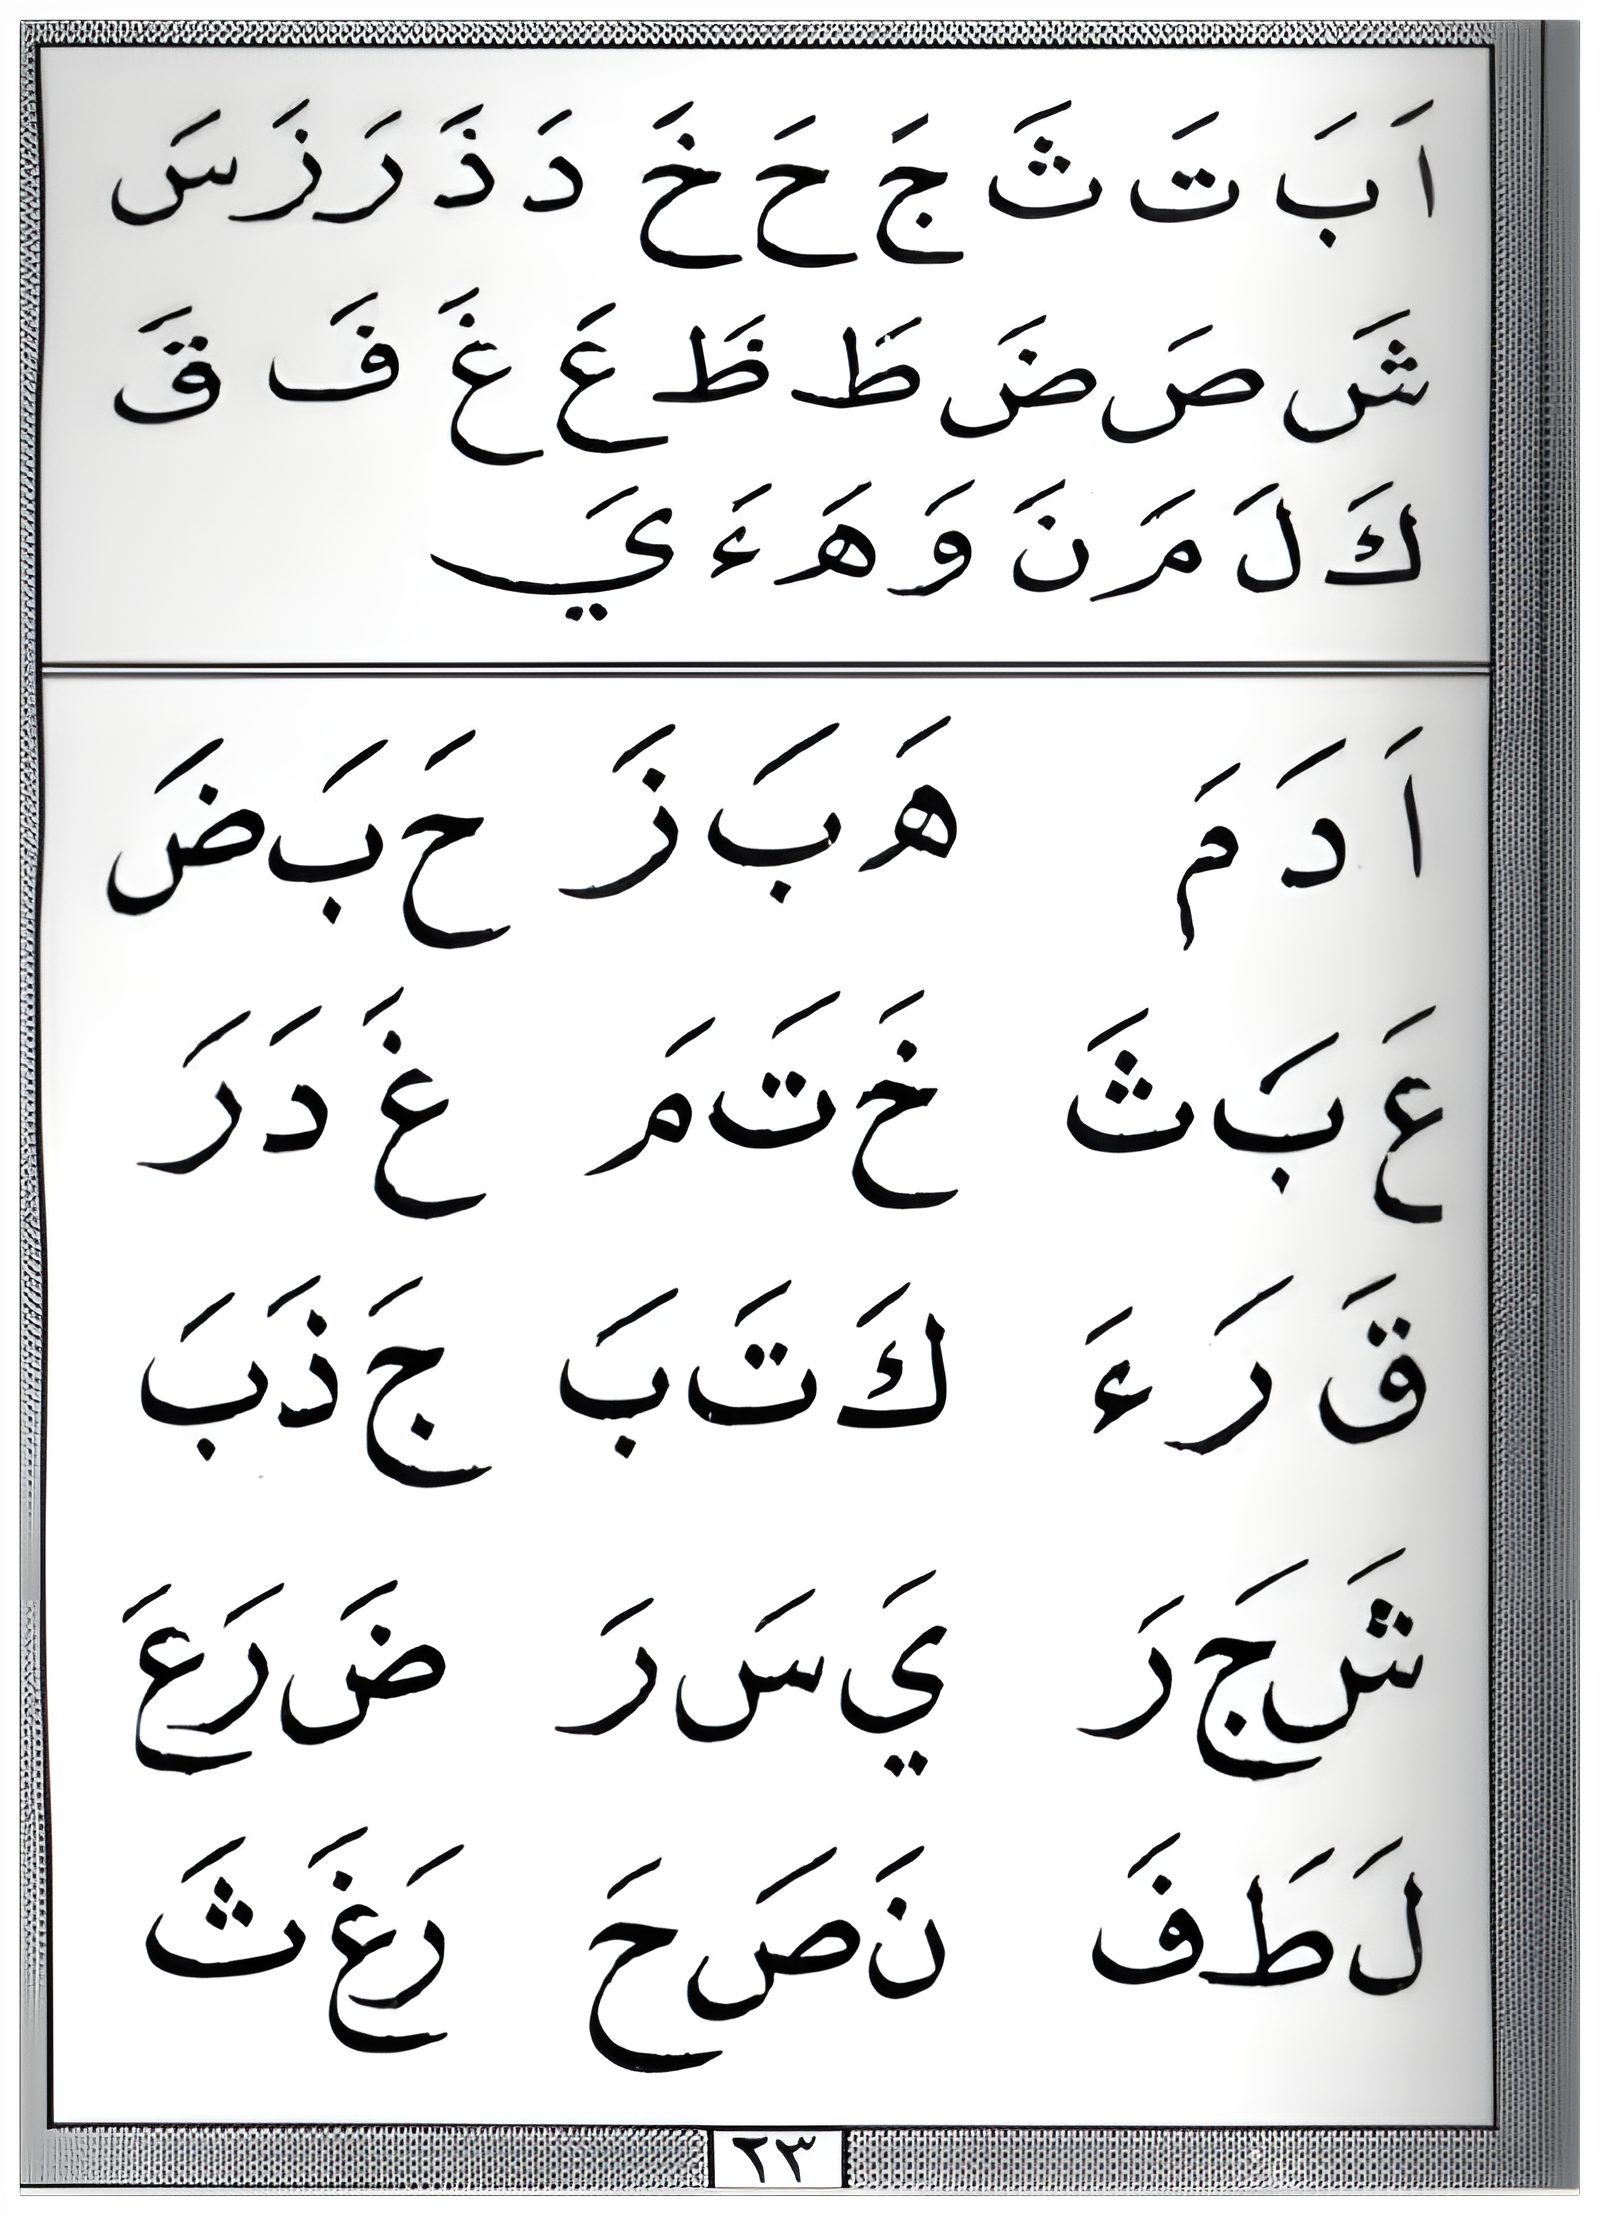 اَ بَ تَ ثَ جَ حَ خَ دَ ذَ رَ زَ سَ
شَ صَ ضَ طَ ظَ عَ غَ فَ قَ
كَ لَ مَ نَ وَ هَ ءَ يَ
اَ دَ مَ هَ بَ زَ حَ بَ ضَ
عَ بَ ثَ خَ تَ مَ غَ دَ رَ
قَ رَ ءَ كَ تَ بَ جَ ذَ بَ
شَ جَ رَ يَ سَ رَ ضَ رَ عَ
لَ طَ فَ نَ صَ حَ رَ غَ ثَ
٢٣